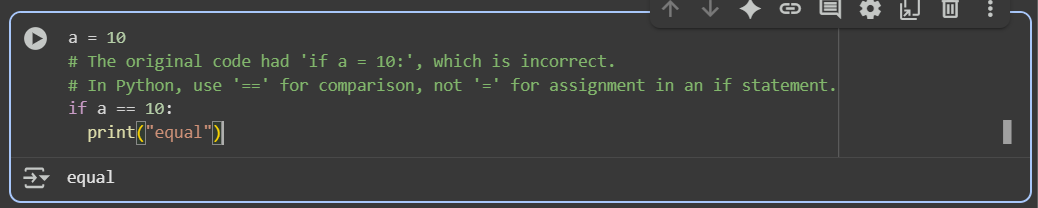 a = 10
# The original code had 'if a = 10:', which is incorrect.
# In Python, use '==' for comparison, not '=' for assignment in an if statement.
if a == 10:
  print("equal")
equal